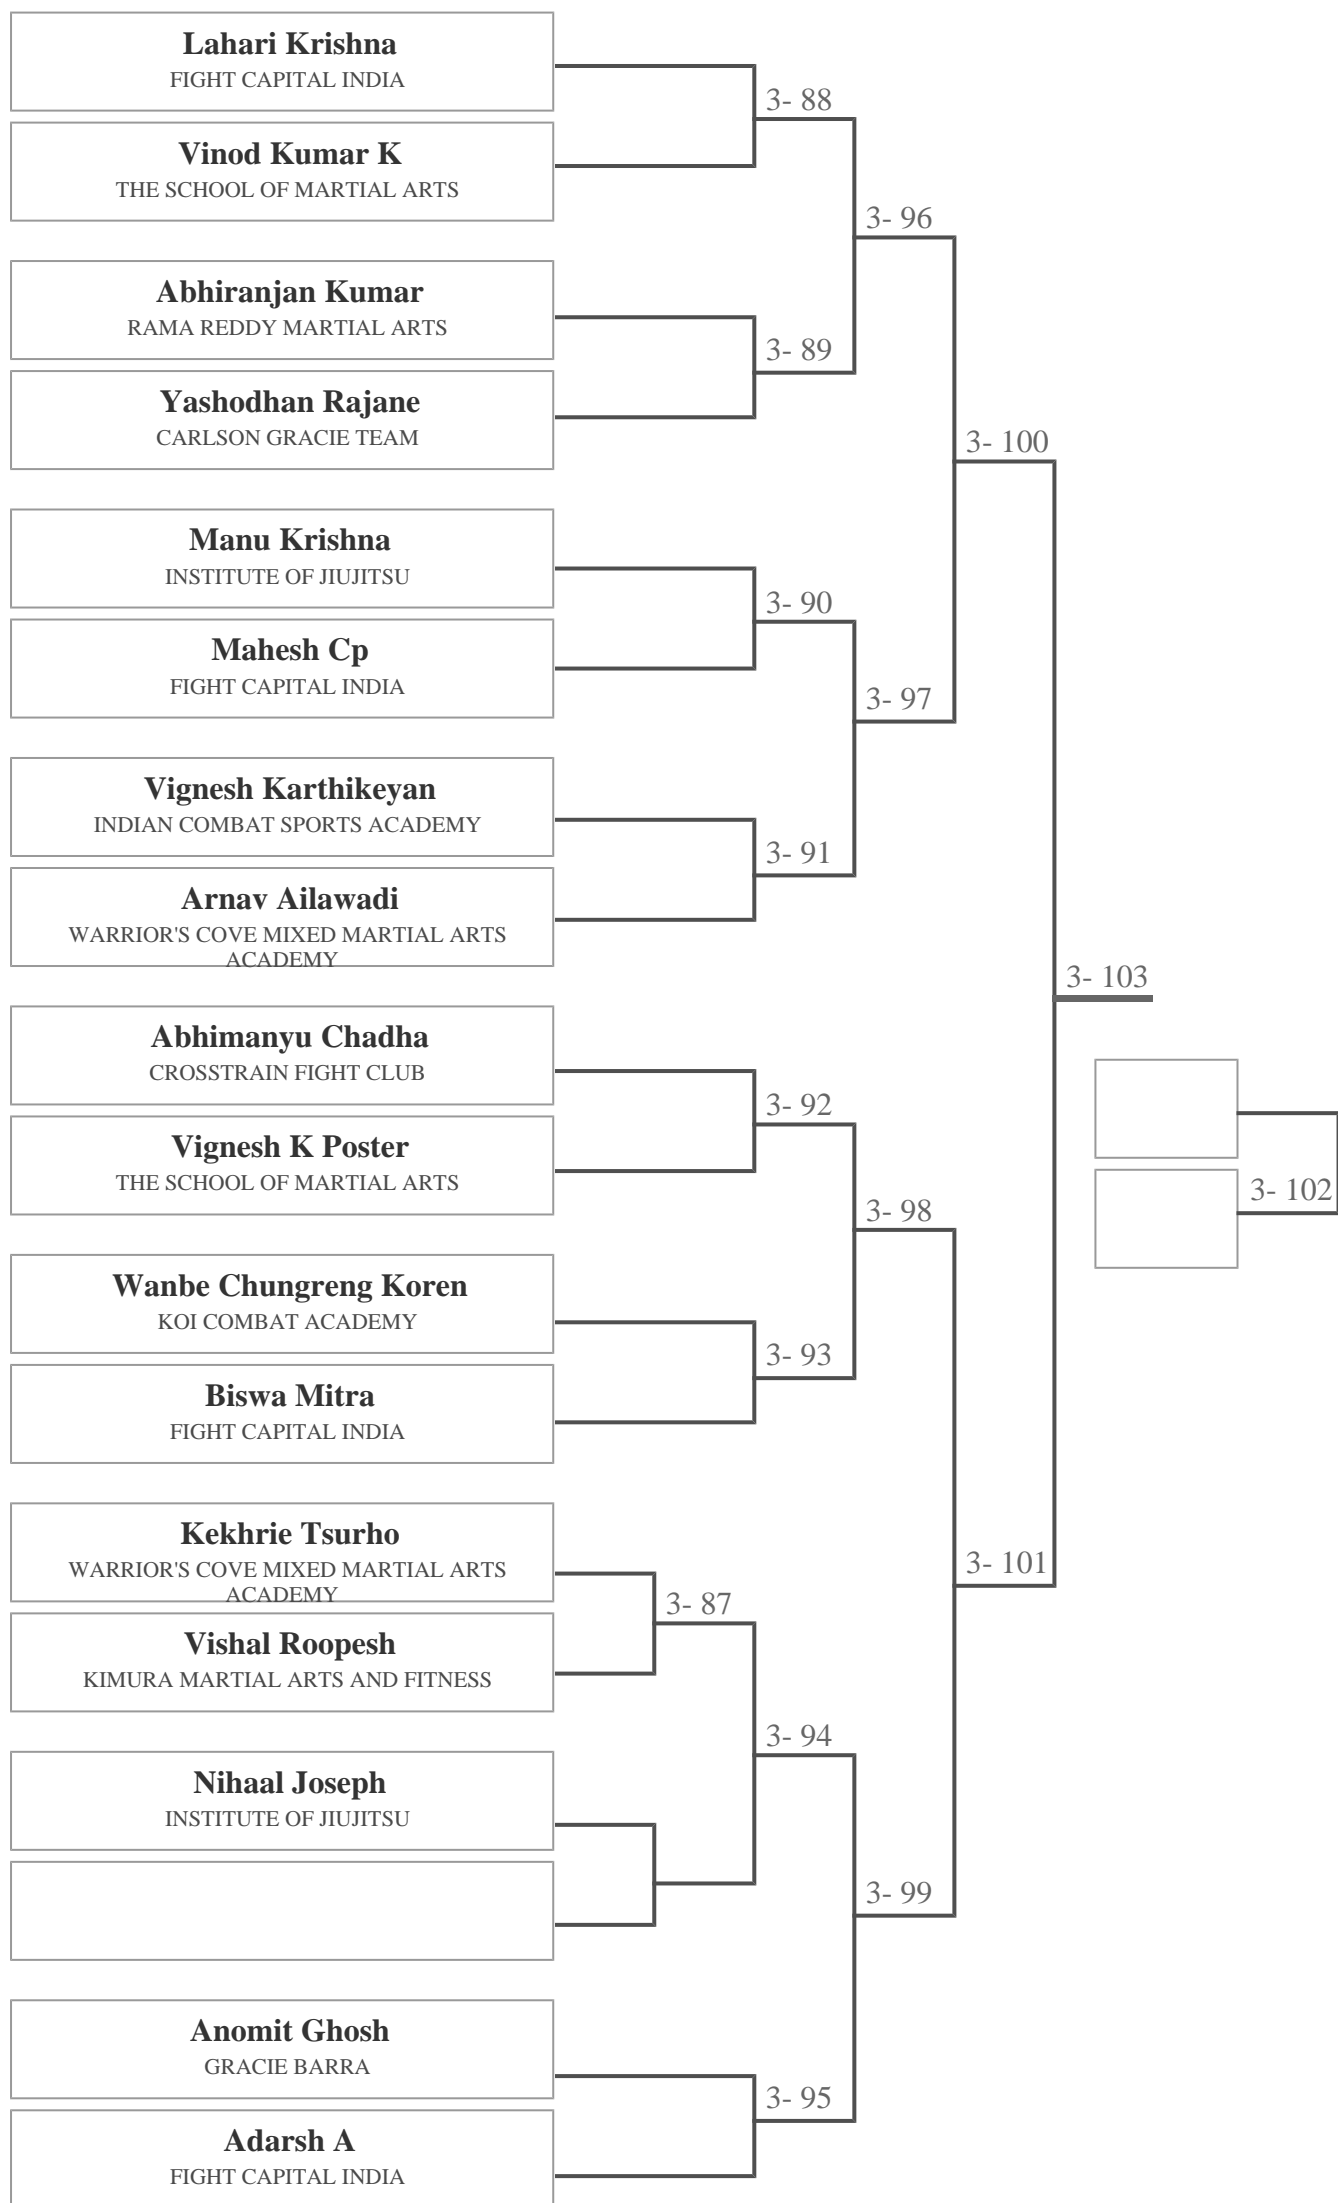 Lahari Krishna
FIGHT CAPITAL INDIA
3- 88
Vinod Kumar K
THE SCHOOL OF MARTIAL ARTS
3- 96
Abhiranjan Kumar
RAMA REDDY MARTIAL ARTS
3- 89
Yashodhan Rajane
CARLSON GRACIE TEAM
3- 100
Manu Krishna
INSTITUTE OF JIUJITSU
3- 90
Mahesh Cp
FIGHT CAPITAL INDIA
3- 97
Vignesh Karthikeyan
INDIAN COMBAT SPORTS ACADEMY
3- 91
Arnav Ailawadi
WARRIOR'S COVE MIXED MARTIAL ARTS
ACADEMY
3- 103
Abhimanyu Chadha
CROSSTRAIN FIGHT CLUB
3- 92
Vignesh K Poster
THE SCHOOL OF MARTIAL ARTS
3- 102
3- 98
Wanbe Chungreng Koren
KOI COMBAT ACADEMY
3- 93
Biswa Mitra
FIGHT CAPITAL INDIA
Kekhrie Tsurho
WARRIOR'S COVE MIXED MARTIAL ARTS
ACADEMY
3- 101
3- 87
Vishal Roopesh
KIMURA MARTIAL ARTS AND FITNESS
3- 94
Nihaal Joseph
INSTITUTE OF JIUJITSU
3- 99
Anomit Ghosh
GRACIE BARRA
3- 95
Adarsh A
FIGHT CAPITAL INDIA